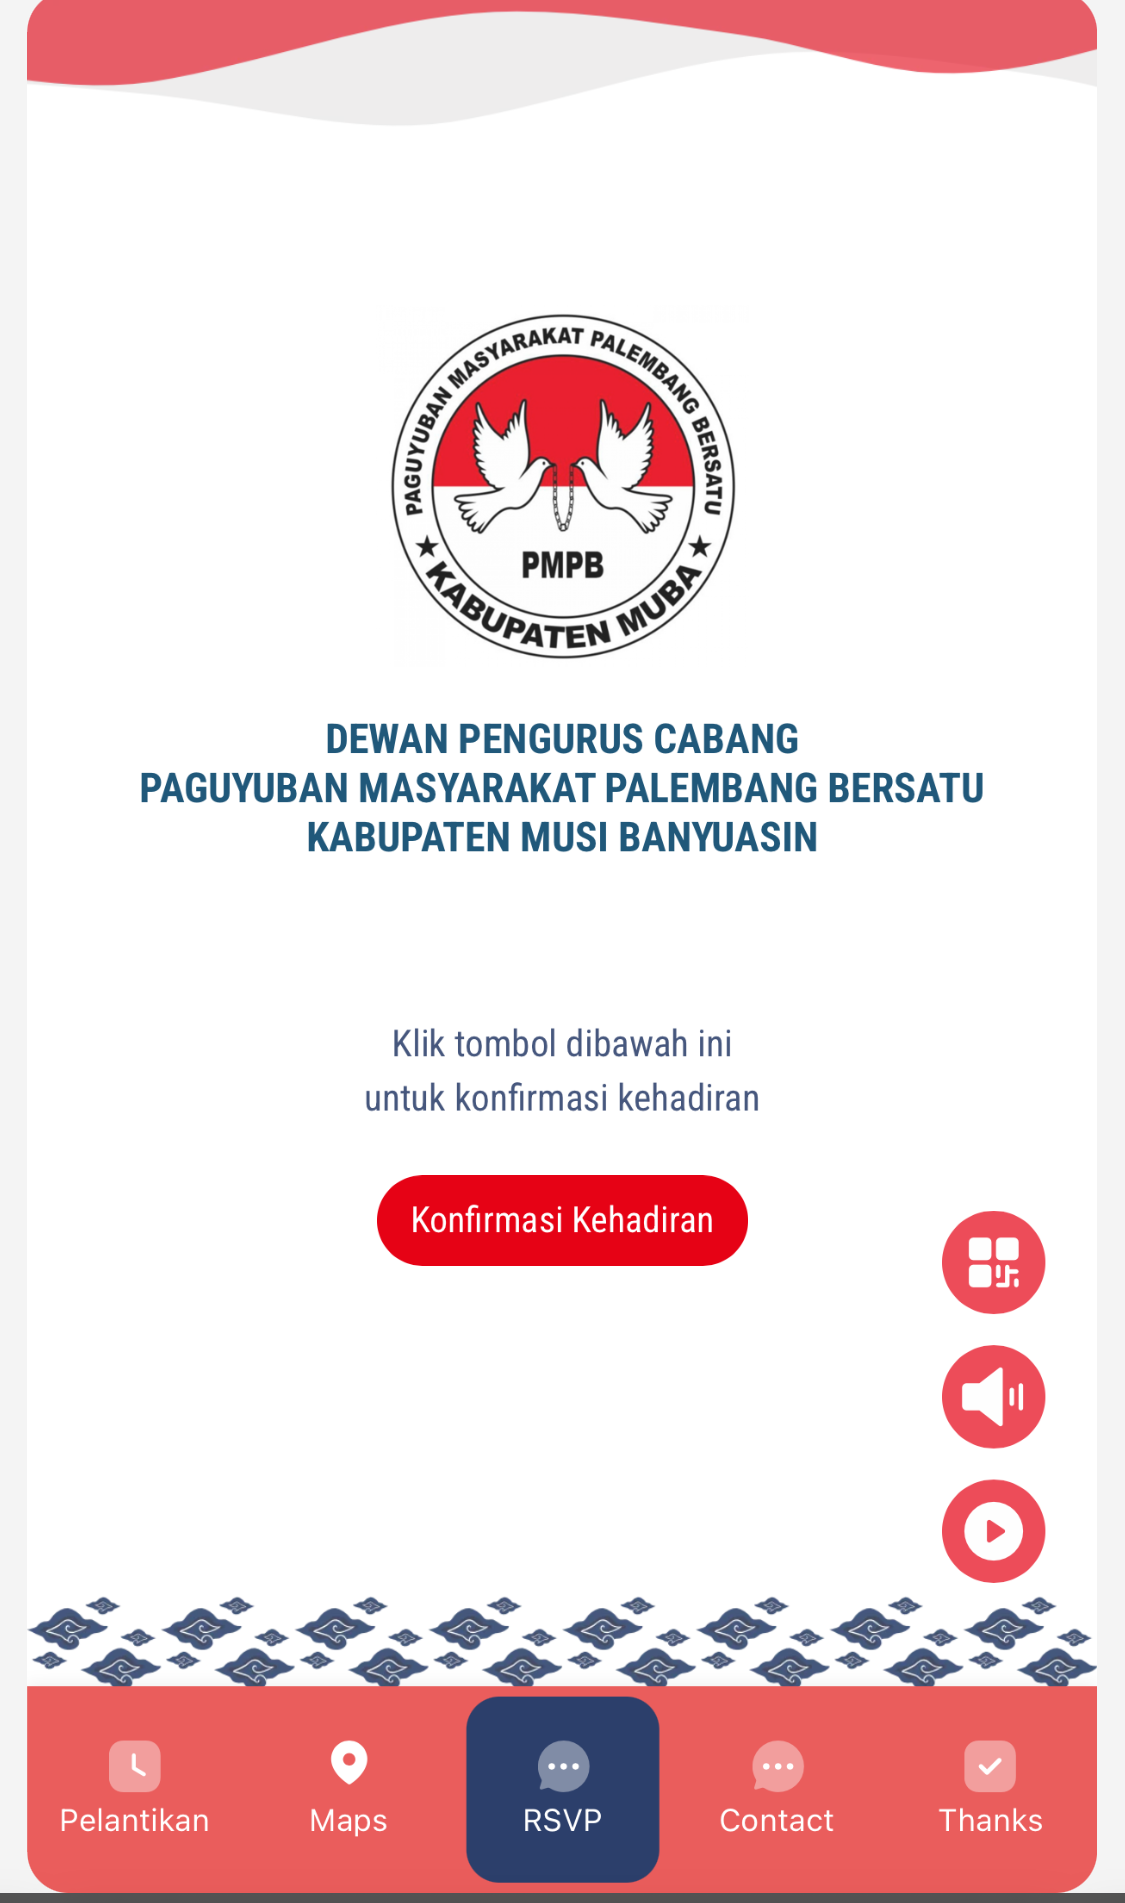 PAGUYUBAN MASYARAKAT PALEMBANG BERSATU
PMPB
KABUPATEN MUBA
DEWAN PENGURUS CABANG
PAGUYUBAN MASYARAKAT PALEMBANG BERSATU
KABUPATEN MUSI BANYUASIN
Klik tombol dibawah ini
untuk konfirmasi kehadiran
Konfirmasi Kehadiran
Pelantikan
Maps
RSVP
Contact
Thanks